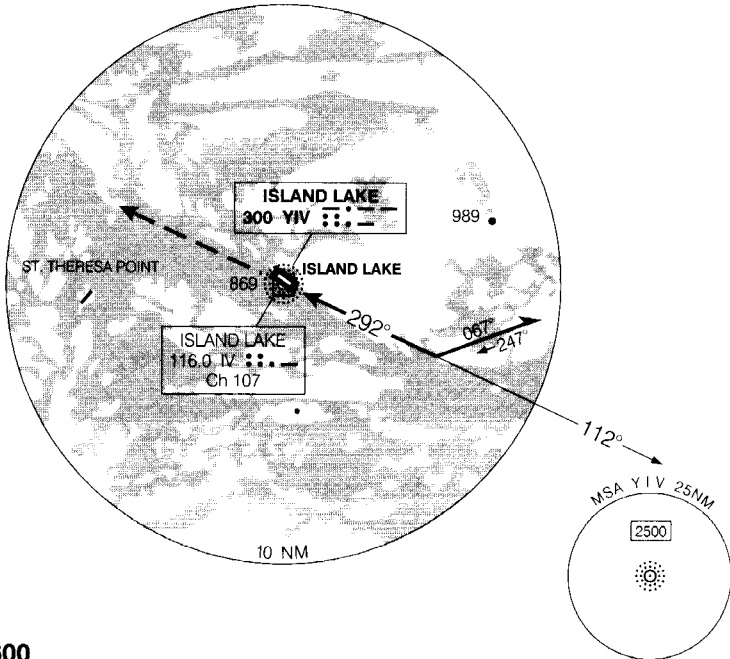 ISLAND LAKE
300 YIV
989
ST. THERESA POINT
869
ISLAND LAKE
292°
067°
247°
ISLAND LAKE
116.0 IV
Ch 107
112°
MSA YIV 25NM
2500
10 NM